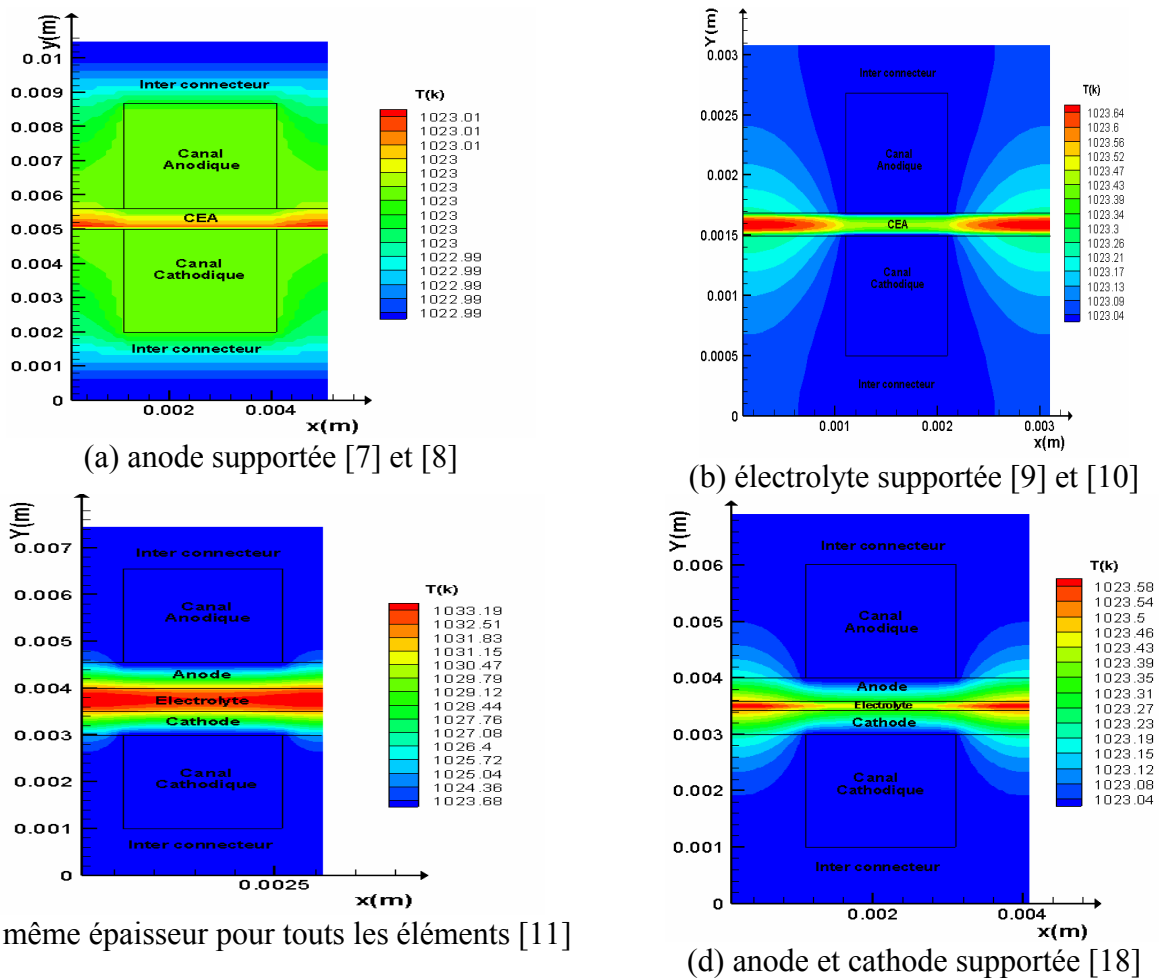 y(m)
0.01
0.009
0.008
0.007
0.006
0.005
0.004
0.003
0.002
0.001
0
Inter connecteur
Canal
Anodique
CEA
Canal
Cathodique
Inter connecteur
0.002
0.004
x(m)
T(k)
1023.01
1023.01
1023.01
1023
1023
1023
1023
1023
1023
1023
1023
1022.99
1022.99
1022.99
1022.99
(a) anode supportée [7] et [8]
Y(m)
0.003
0.0025
0.002
0.0015
0.001
0.0005
0
Inter connecteur
Canal
Anodique
CEA
Canal
Cathodique
Inter connecteur
0.001
0.002
0.003
x(m)
T(k)
1023.64
1023.6
1023.56
1023.52
1023.47
1023.43
1023.39
1023.34
1023.3
1023.26
1023.21
1023.17
1023.13
1023.09
1023.04
(b) électrolyte supportée [9] et [10]
Y(m)
0.007
0.006
0.005
0.004
0.003
0.002
0.001
0
Inter connecteur
Canal
Anodique
Anode
Electrolyte
Cathode
Canal
Cathodique
Inter connecteur
0.0025
x(m)
T(k)
1033.19
1032.51
1031.83
1031.15
1030.47
1029.79
1029.12
1028.44
1027.76
1027.08
1026.4
1025.72
1025.04
1024.36
1023.68
même épaisseur pour touts les éléments [11]
Y(m)
0.006
0.005
0.004
0.003
0.002
0.001
0
Inter connecteur
Canal
Anodique
Anode
Electrolyte
Cathode
Canal
Cathodique
Inter connecteur
0.002
0.004
x(m)
T(k)
1023.58
1023.54
1023.5
1023.46
1023.43
1023.39
1023.35
1023.31
1023.27
1023.23
1023.19
1023.15
1023.12
1023.08
1023.04
(d) anode et cathode supportée [18]